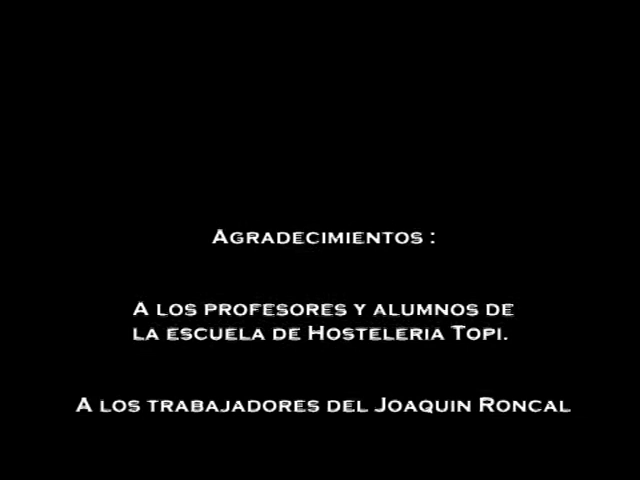 Agradecimientos :
A los profesores y alumnos de
la escuela de Hosteleria Topi.
A los trabajadores del Joaquin Roncal